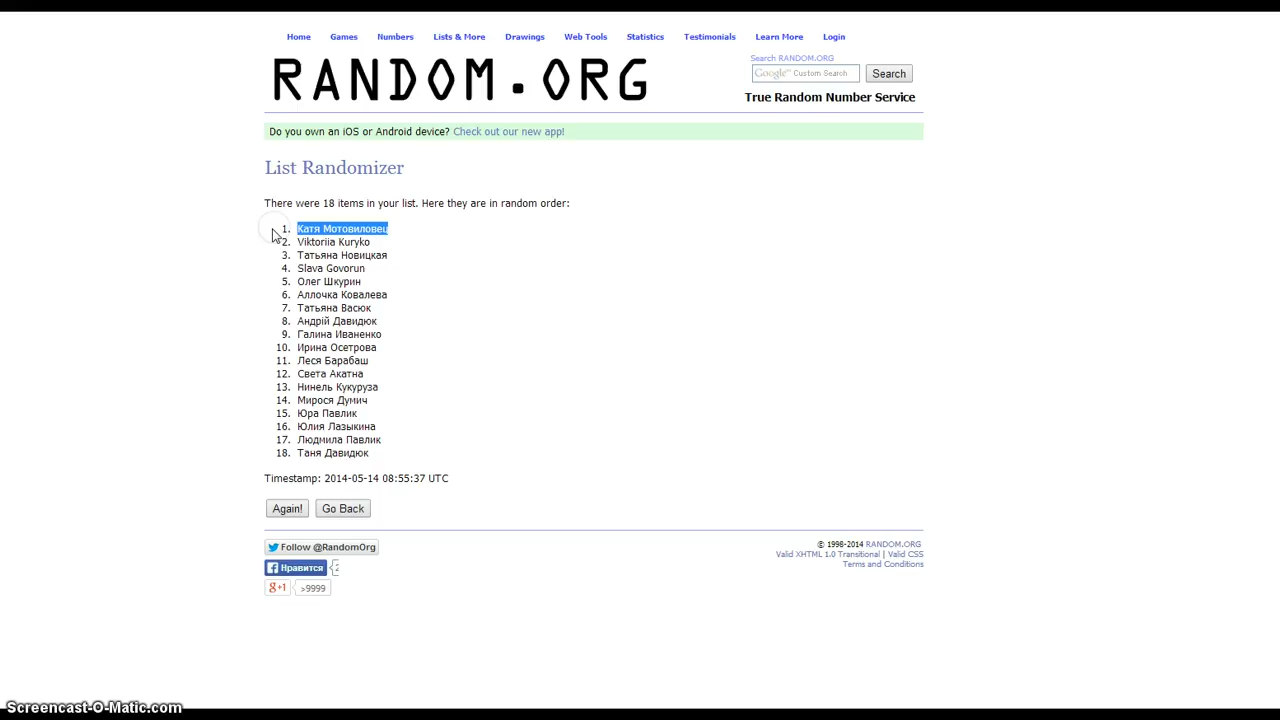 Home Games Numbers Lists & More Drawings Web Tools Statistics Testimonials Learn More Login
Search RANDOM.ORG
RANDOM.ORG
Google™ Custom Search Search
True Random Number Service
Do you own an iOS or Android device? Check out our new app!
List Randomizer
There were 18 items in your list. Here they are in random order:
1. Катя Мотовиловец
2. Viktoriia Kuryko
3. Татьяна Новицкая
4. Slava Govorun
5. Олег Шкурин
6. Аллочка Ковалева
7. Татьяна Васюк
8. Андрій Давидюк
9. Галина Иваненко
10. Ирина Осетрова
11. Леся Барабаш
12. Света Акатна
13. Нинель Кукуруза
14. Мирося Думич
15. Юра Павлик
16. Юлия Лазыкина
17. Людмила Павлик
18. Таня Давидюк
Timestamp: 2014-05-14 08:55:37 UTC
Again! Go Back
Follow @RandomOrg
Нравится 2
g+1 >9999
© 1998-2014 RANDOM.ORG
Valid XHTML 1.0 Transitional | Valid CSS
Terms and Conditions
Screencast-O-Matic.com